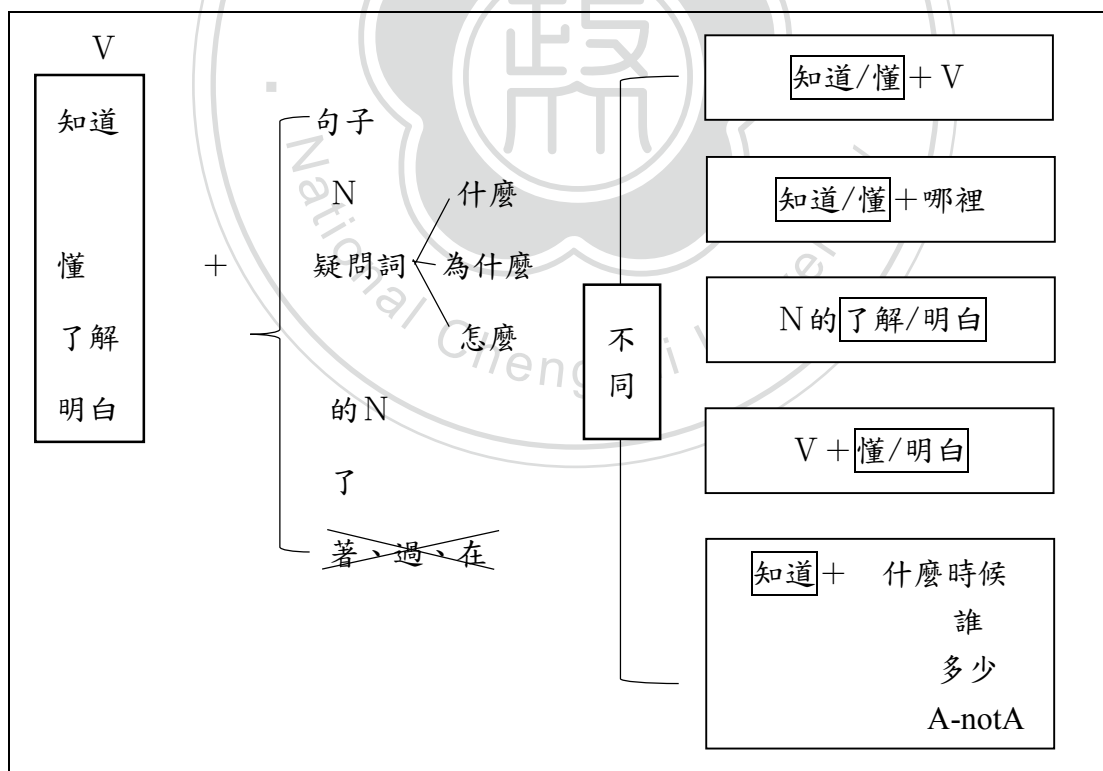 V
知道
懂
了解
明白
+
句子
N
疑問詞
什麼
為什麼
怎麼
的N
了
著、過、在
不
同
知道/懂+V
知道/懂+哪裡
N的了解/明白
V+懂/明白
知道+ 什麼時候
誰
多少
A-notA
政大
National Chengchi